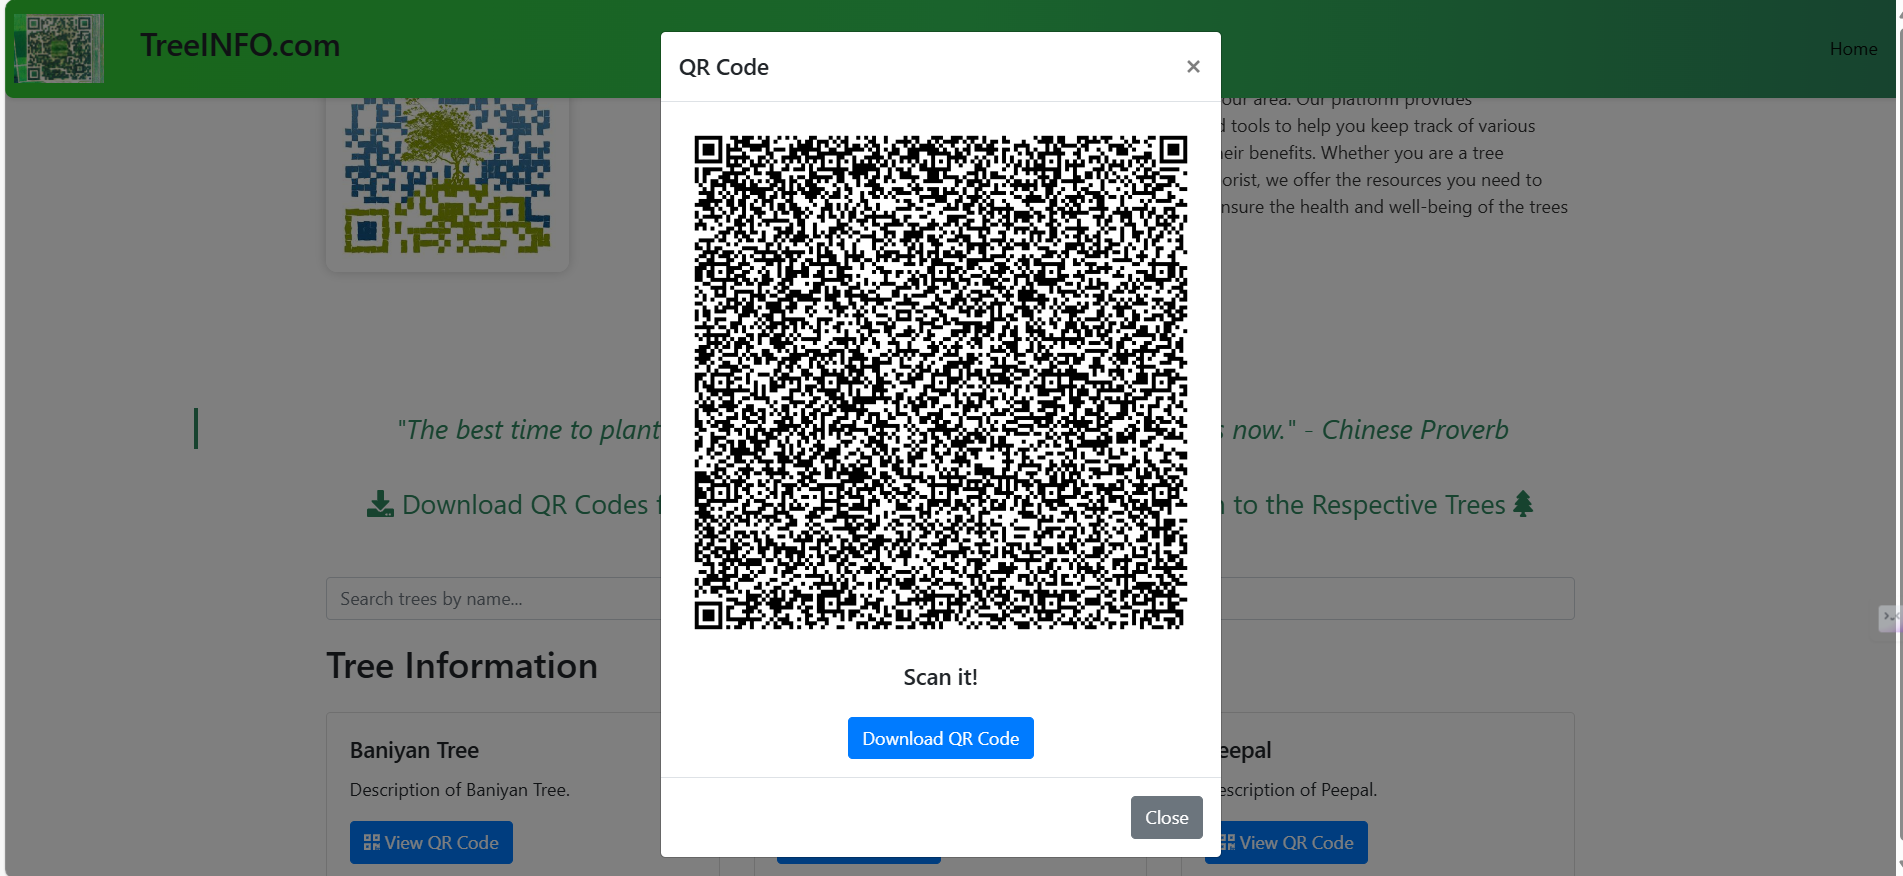 TreeINFO.com
Home
QR Code
×
our area. Our platform provides
tools to help you keep track of various
eir benefits. Whether you are a tree
orist, we offer the resources you need to
nsure the health and well-being of the trees
"The best time to plant
now." - Chinese Proverb
Download QR Codes
to the Respective Trees
Search trees by name...
Tree Information
Scan it!
Download QR Code
Baniyan Tree
Description of Baniyan Tree.
View QR Code
eepal
escription of Peepal.
View QR Code
Close